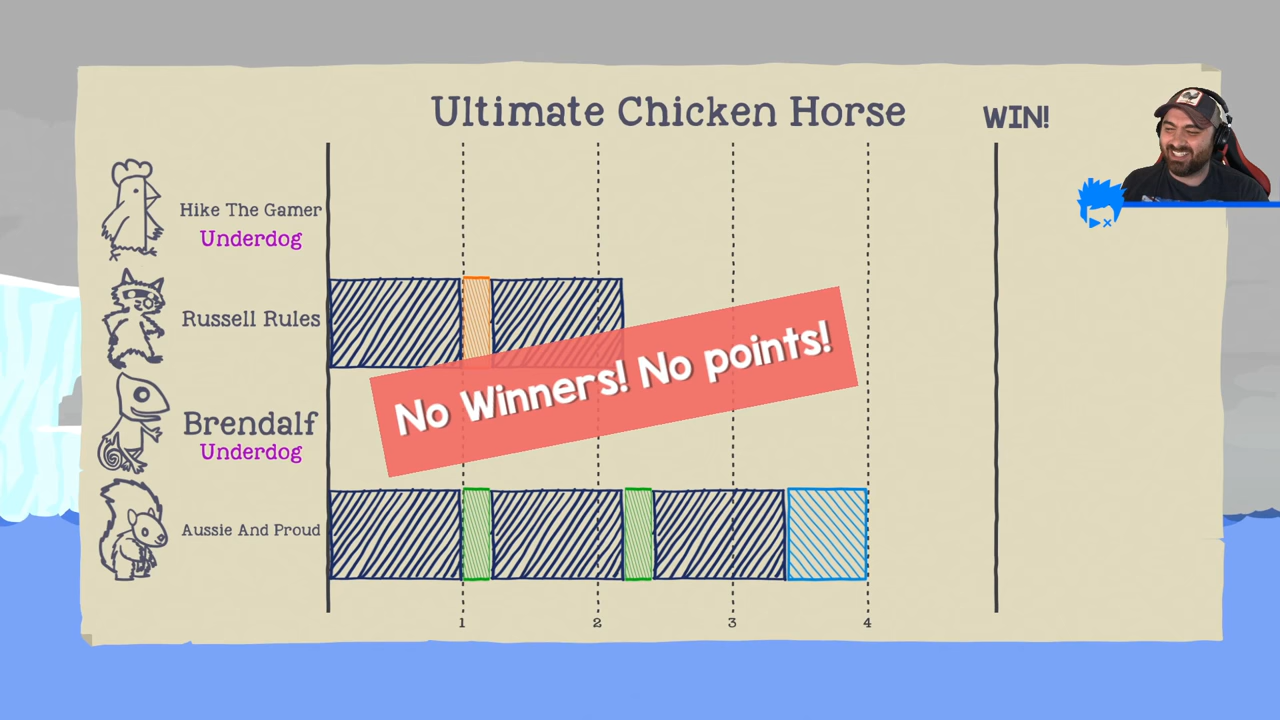 Ultimate Chicken Horse
WIN!
Hike The Gamer
Underdog
Russell Rules
No Winners! No points!
Brendalf
Underdog
Aussie And Proud
1 2 3 4